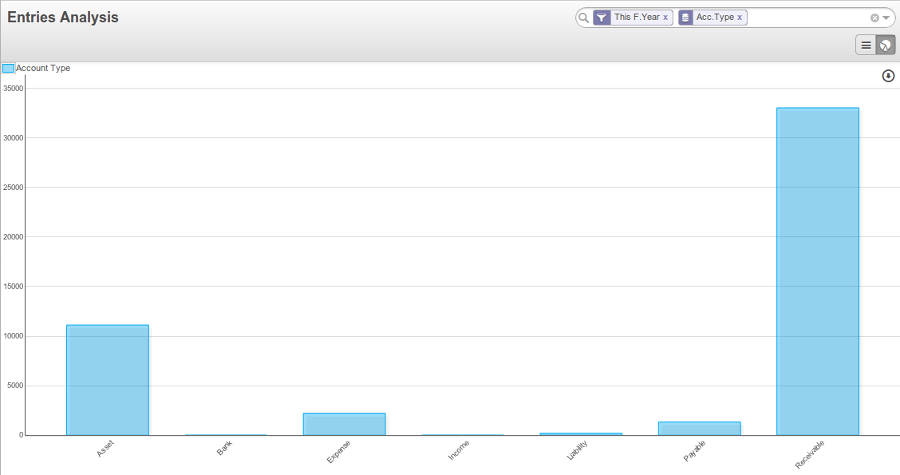 Entries Analysis
This F.Year x
Acc.Type x
Account Type
35000
30000
25000
20000
15000
10000
5000
0
Asset
Bank
Expense
Income
Liability
Payable
Receivable